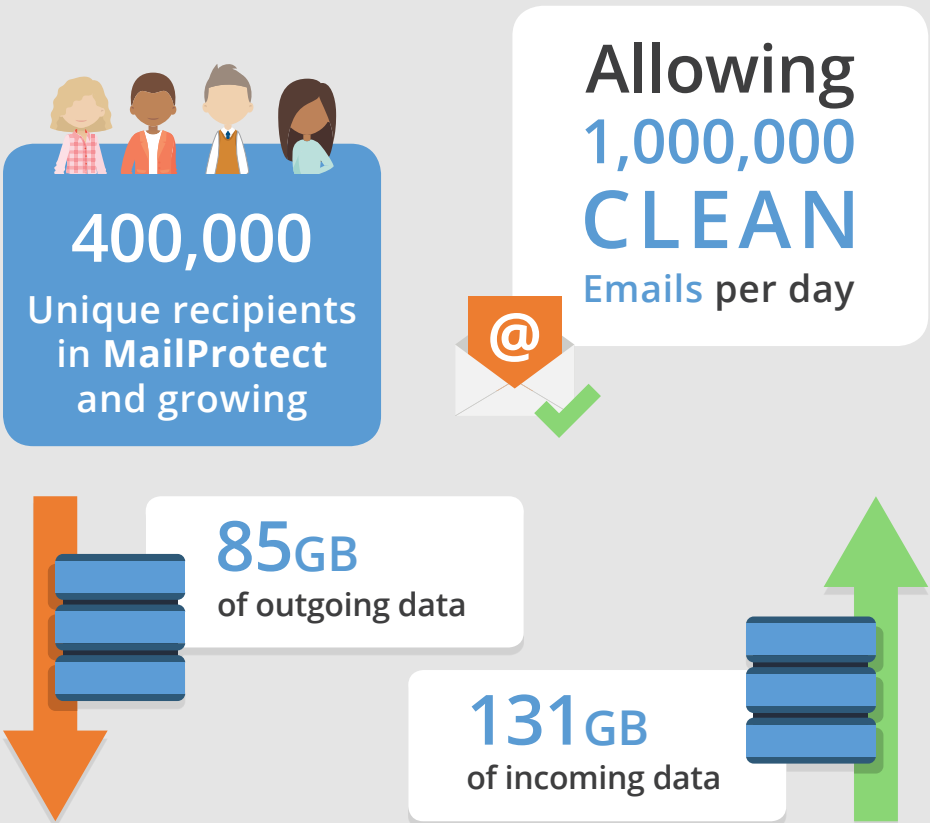 400,000
Unique recipients
in MailProtect
and growing
Allowing
1,000,000
CLEAN
Emails per day
@
85GB
of outgoing data
131GB
of incoming data